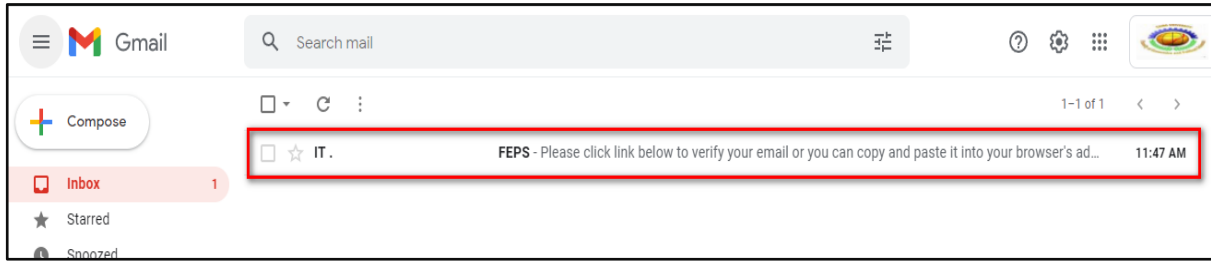 Gmail
Search mail
Compose
1–1 of 1
IT . FEPS - Please click link below to verify your email or you can copy and paste it into your browser's ad... 11:47 AM
Inbox 1
Starred
Snoozed